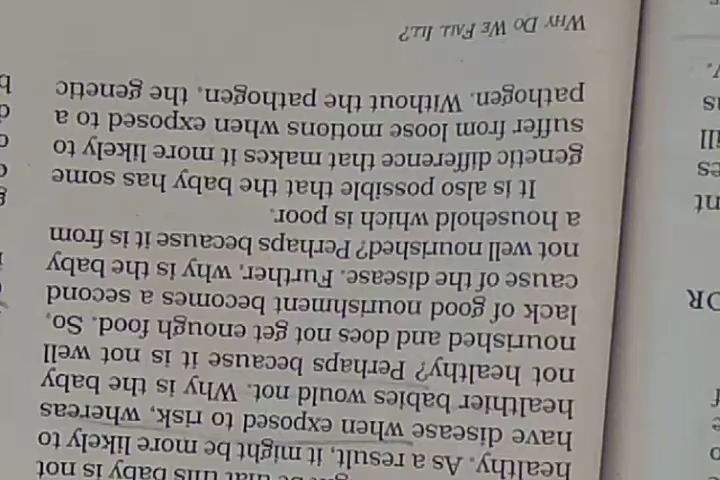 that this baby is not
healthy. As a result, it might be more likely to
have disease when exposed to risk, whereas
healthier babies would not. Why is the baby
not healthy? Perhaps because it is not well
nourished and does not get enough food. So,
lack of good nourishment becomes a second
cause of the disease. Further, why is the baby
not well nourished? Perhaps because it is from
a household which is poor.
It is also possible that the baby has some
genetic difference that makes it more likely to
suffer from loose motions when exposed to a
pathogen. Without the pathogen, the genetic
WHY DO WE FALL ILL?